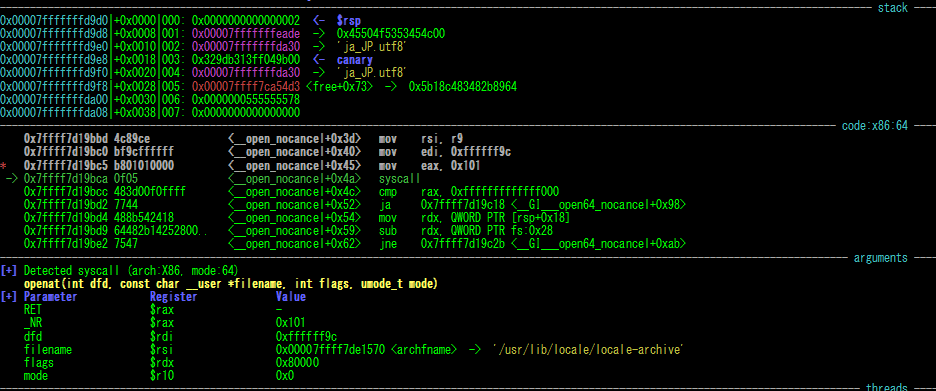 stack
0x00007fffffffd9d0|+0x0000|000: 0x0000000000000002 <- $rsp
0x00007fffffffd9d8|+0x0008|001: 0x00007fffffffeade -> 0x45504f5353454c00
0x00007fffffffd9e0|+0x0010|002: 0x00007fffffffda30 -> 'ja_JP.utf8'
0x00007fffffffd9e8|+0x0018|003: 0x329db313ff049b00 <- canary
0x00007fffffffd9f0|+0x0020|004: 0x00007fffffffda30 -> 'ja_JP.utf8'
0x00007fffffffd9f8|+0x0028|005: 0x00007ffff7ca54d3 <free+0x73> -> 0x5b18c483482b8964
0x00007fffffffda00|+0x0030|006: 0x0000000555555578
0x00007fffffffda08|+0x0038|007: 0x0000000000000000
code:x86:64
0x7ffff7d19bbd 4c89ce <__open_nocancel+0x3d> mov rsi, r9
0x7ffff7d19bc0 bf9cffffff <__open_nocancel+0x40> mov edi, 0xffffff9c
* 0x7ffff7d19bc5 b801010000 <__open_nocancel+0x45> mov eax, 0x101
-> 0x7ffff7d19bca 0f05 <__open_nocancel+0x4a> syscall
0x7ffff7d19bcc 483d00f0ffff <__open_nocancel+0x4c> cmp rax, 0xfffffffffffff000
0x7ffff7d19bd2 7744 <__open_nocancel+0x52> ja 0x7ffff7d19c18 <__GI___open64_nocancel+0x98>
0x7ffff7d19bd4 488b542418 <__open_nocancel+0x54> mov rdx, QWORD PTR [rsp+0x18]
0x7ffff7d19bd9 64482b14252800.. <__open_nocancel+0x59> sub rdx, QWORD PTR fs:0x28
0x7ffff7d19be2 7547 <__open_nocancel+0x62> jne 0x7ffff7d19c2b <__GI___open64_nocancel+0xab>
arguments
[+] Detected syscall (arch:X86, mode:64)
openat(int dfd, const char __user *filename, int flags, umode_t mode)
[+] Parameter Register Value
RET $rax -
_NR $rax 0x101
dfd $rdi 0xffffff9c
filename $rsi 0x00007ffff7de1570 <archfname> -> '/usr/lib/locale/locale-archive'
flags $rdx 0x80000
mode $r10 0x0
threads